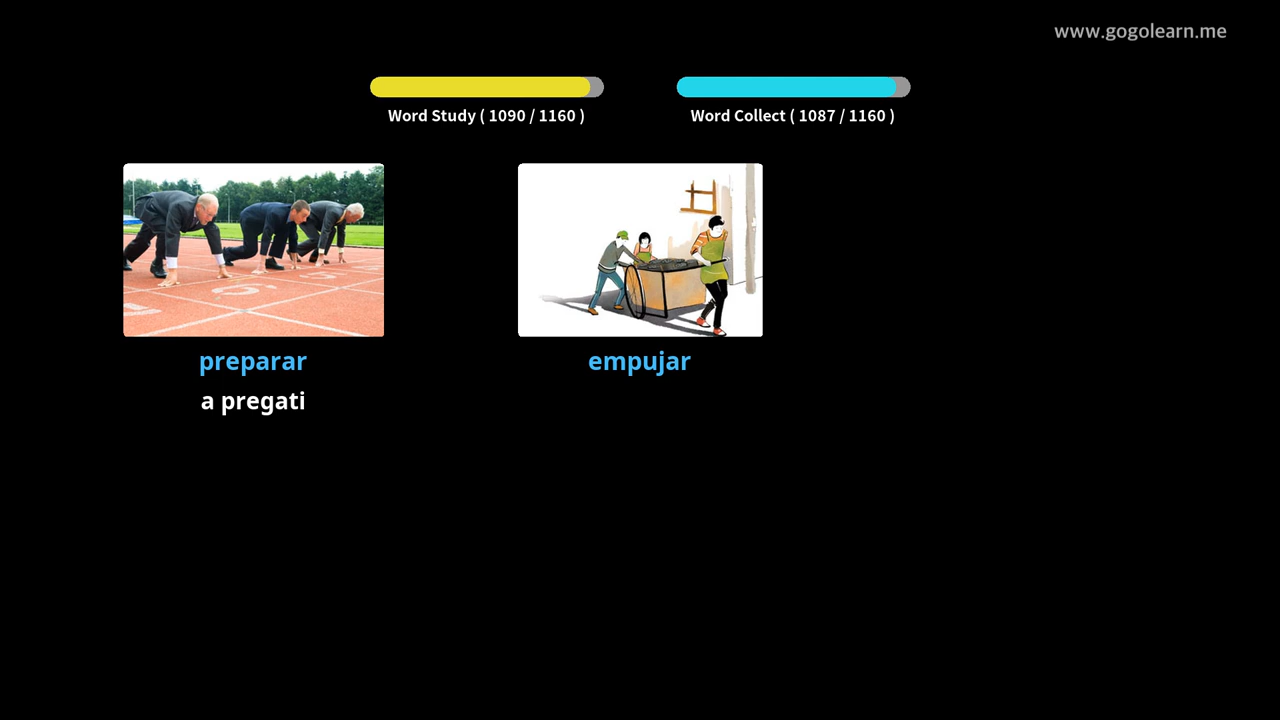 www.gogolearn.me
Word Study ( 1090 / 1160 )
Word Collect ( 1087 / 1160 )
preparar
empujar
a pregati